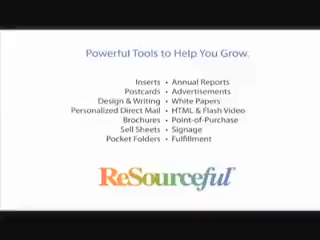 Powerful Tools to Help You Grow.
Inserts • Annual Reports
Postcards • Advertisements
Design & Writing • White Papers
Personalized Direct Mail • HTML & Flash Video
Brochures • Point-of-Purchase
Sell Sheets • Signage
Pocket Folders • Fulfillment
ReSourceful